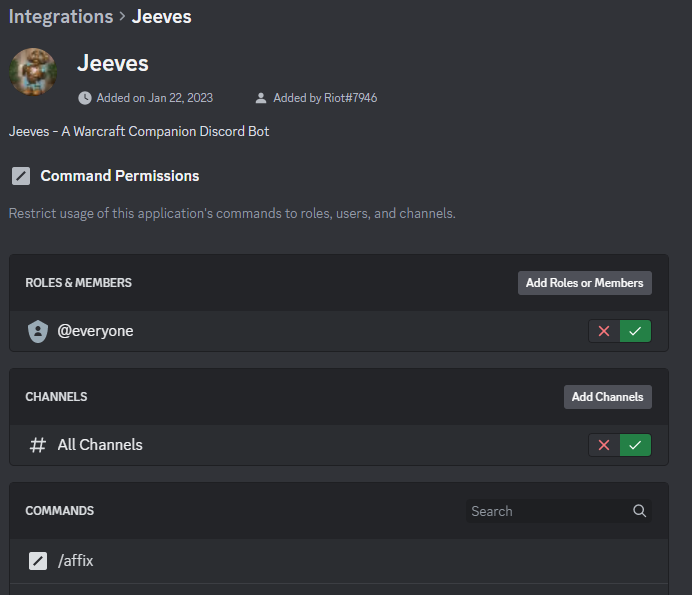 Integrations > Jeeves
Jeeves
Added on Jan 22, 2023 Added by Riot#7946
Jeeves - A Warcraft Companion Discord Bot
Command Permissions
Restrict usage of this application's commands to roles, users, and channels.
ROLES & MEMBERS Add Roles or Members
@everyone
CHANNELS Add Channels
# All Channels
COMMANDS Search
/affix